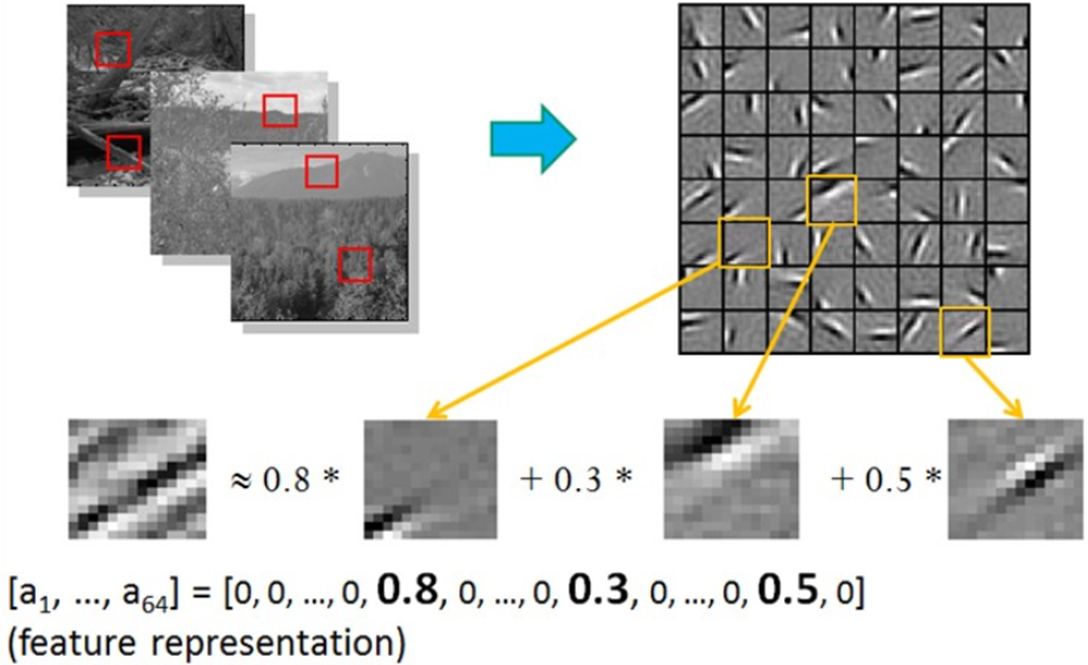 ≈ 0.8 * + 0.3 * + 0.5 *
[a₁, ..., a₆₄] = [0, 0, ..., 0, 0.8, 0, ..., 0, 0.3, 0, ..., 0, 0.5, 0]
(feature representation)